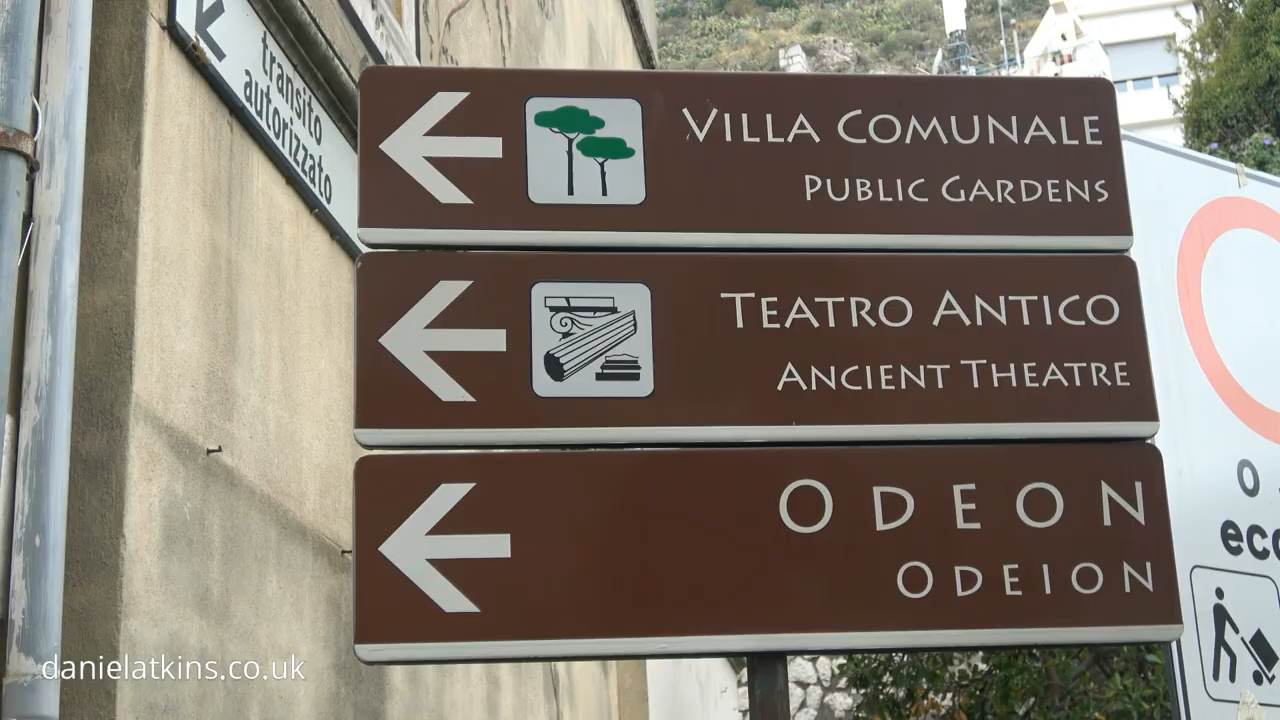 transito
autorizzato
VILLA COMUNALE
PUBLIC GARDENS
TEATRO ANTICO
ANCIENT THEATRE
ODEON
ODEION
danielatkins.co.uk